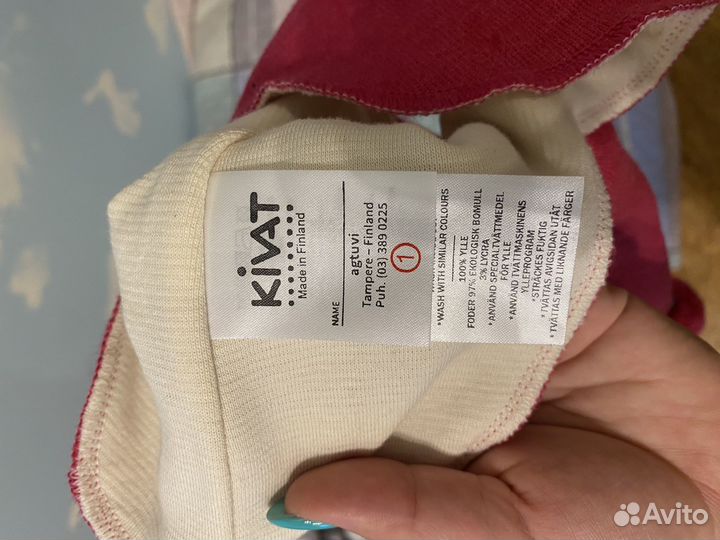 KIVAT
Made in Finland
NAME
agtuvi
Tampere – Finland
Puh. (03) 389 0225
1
*WASH WITH SIMILAR COLOURS
100% YLLE
FODER 97% EKOLOGISK BOMULL
3% LYCRA
*ANVÄND SPECIALTVÄTTMEDEL
FÖR YLLE
*ANVÄND TVÄTTMASKINENS
YLLEPROGRAM
*STRÄCKES FUKTIG
*TVÄTTAS AVIGSIDAN UTÅT
*TVÄTTAS MED LIKNANDE FÄRGER
Avito